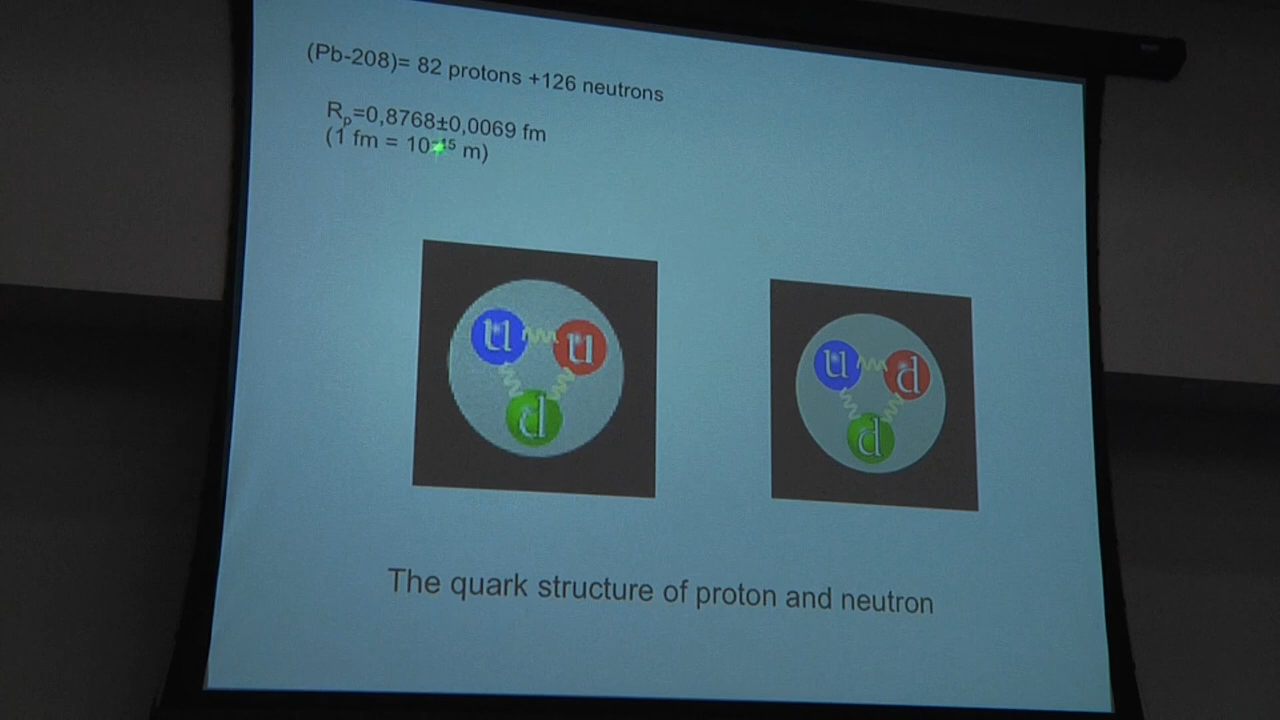 (Pb-208)= 82 protons +126 neutrons
Rₚ=0,8768±0,0069 fm
(1 fm = 10⁻¹⁵ m)
u u
d
u d
d
The quark structure of proton and neutron